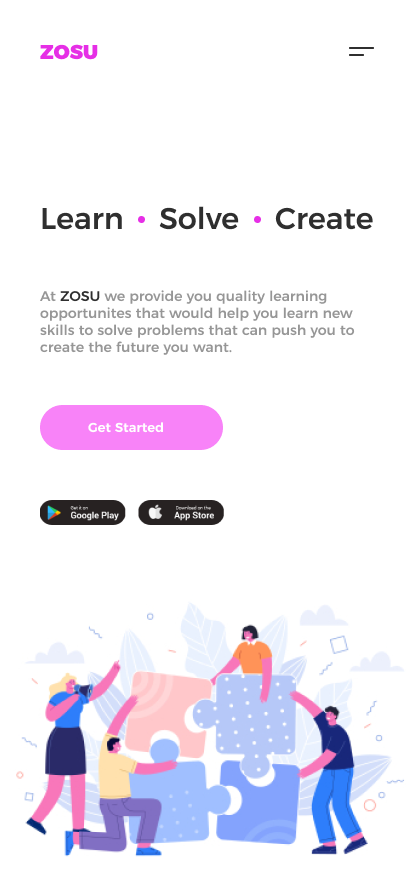 ZOSU
Learn • Solve • Create
At ZOSU we provide you quality learning
opportunites that would help you learn new
skills to solve problems that can push you to
create the future you want.
Get Started
Get it on
Google Play
Download on the
App Store